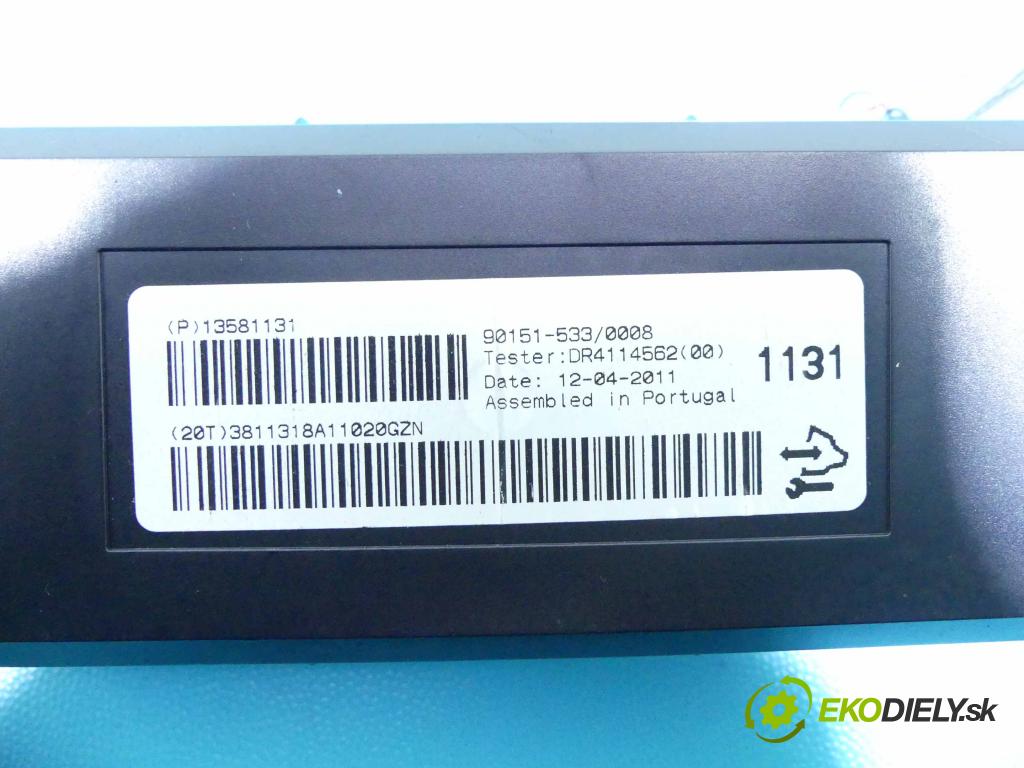 (P)13581131
90151-533/0008
Tester:DR4114562(00)
Date: 12-04-2011
Assembled in Portugal
1131
(20T)3811318A11020GZN
EKODIELY.sk